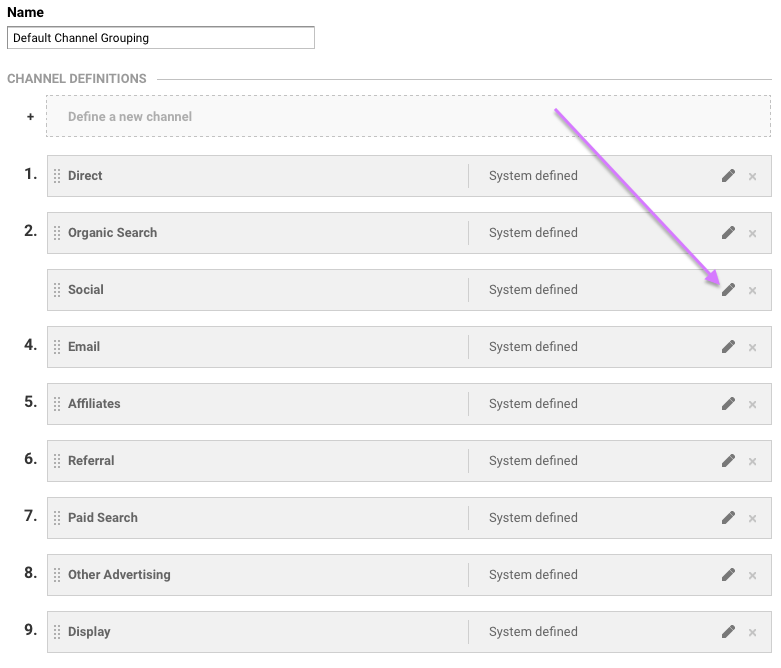 Name
Default Channel Grouping
CHANNEL DEFINITIONS
+ Define a new channel
1. Direct System defined ×
2. Organic Search System defined ×
Social System defined ×
4. Email System defined ×
5. Affiliates System defined ×
6. Referral System defined ×
7. Paid Search System defined ×
8. Other Advertising System defined ×
9. Display System defined ×